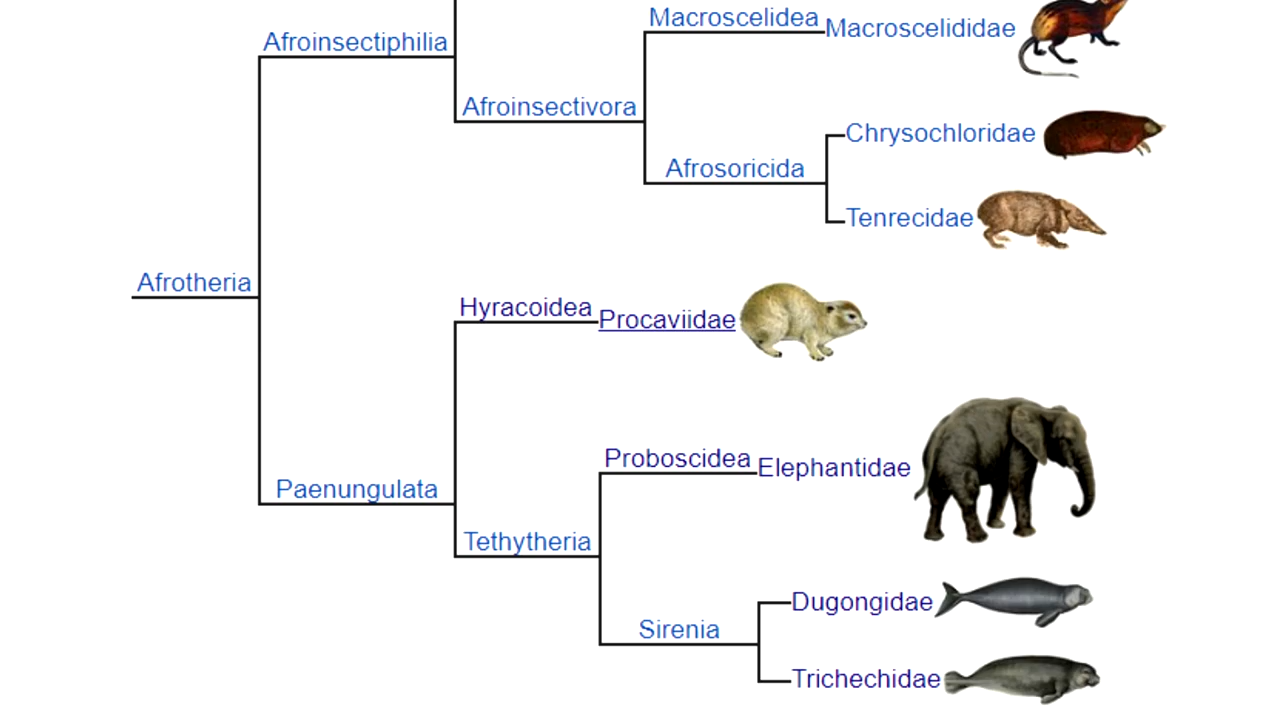 Macroscelidea
Macroscelididae
Afroinsectiphilia
Afroinsectivora
Chrysochloridae
Afrosoricida
Tenrecidae
Afrotheria
Hyracoidea
Procaviidae
Proboscidea
Elephantidae
Paenungulata
Tethytheria
Dugongidae
Sirenia
Trichechidae